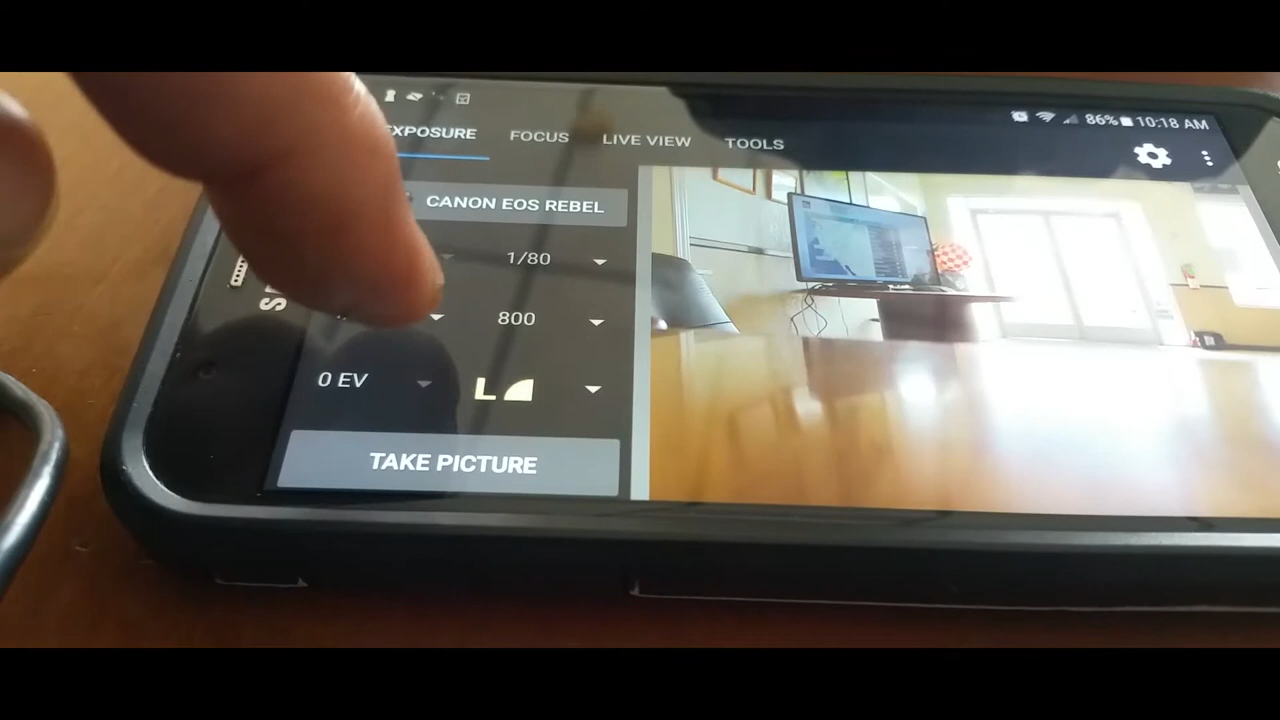 86% 10:18 AM
EXPOSURE FOCUS LIVE VIEW TOOLS
CANON EOS REBEL
1/80
800
0 EV L
TAKE PICTURE